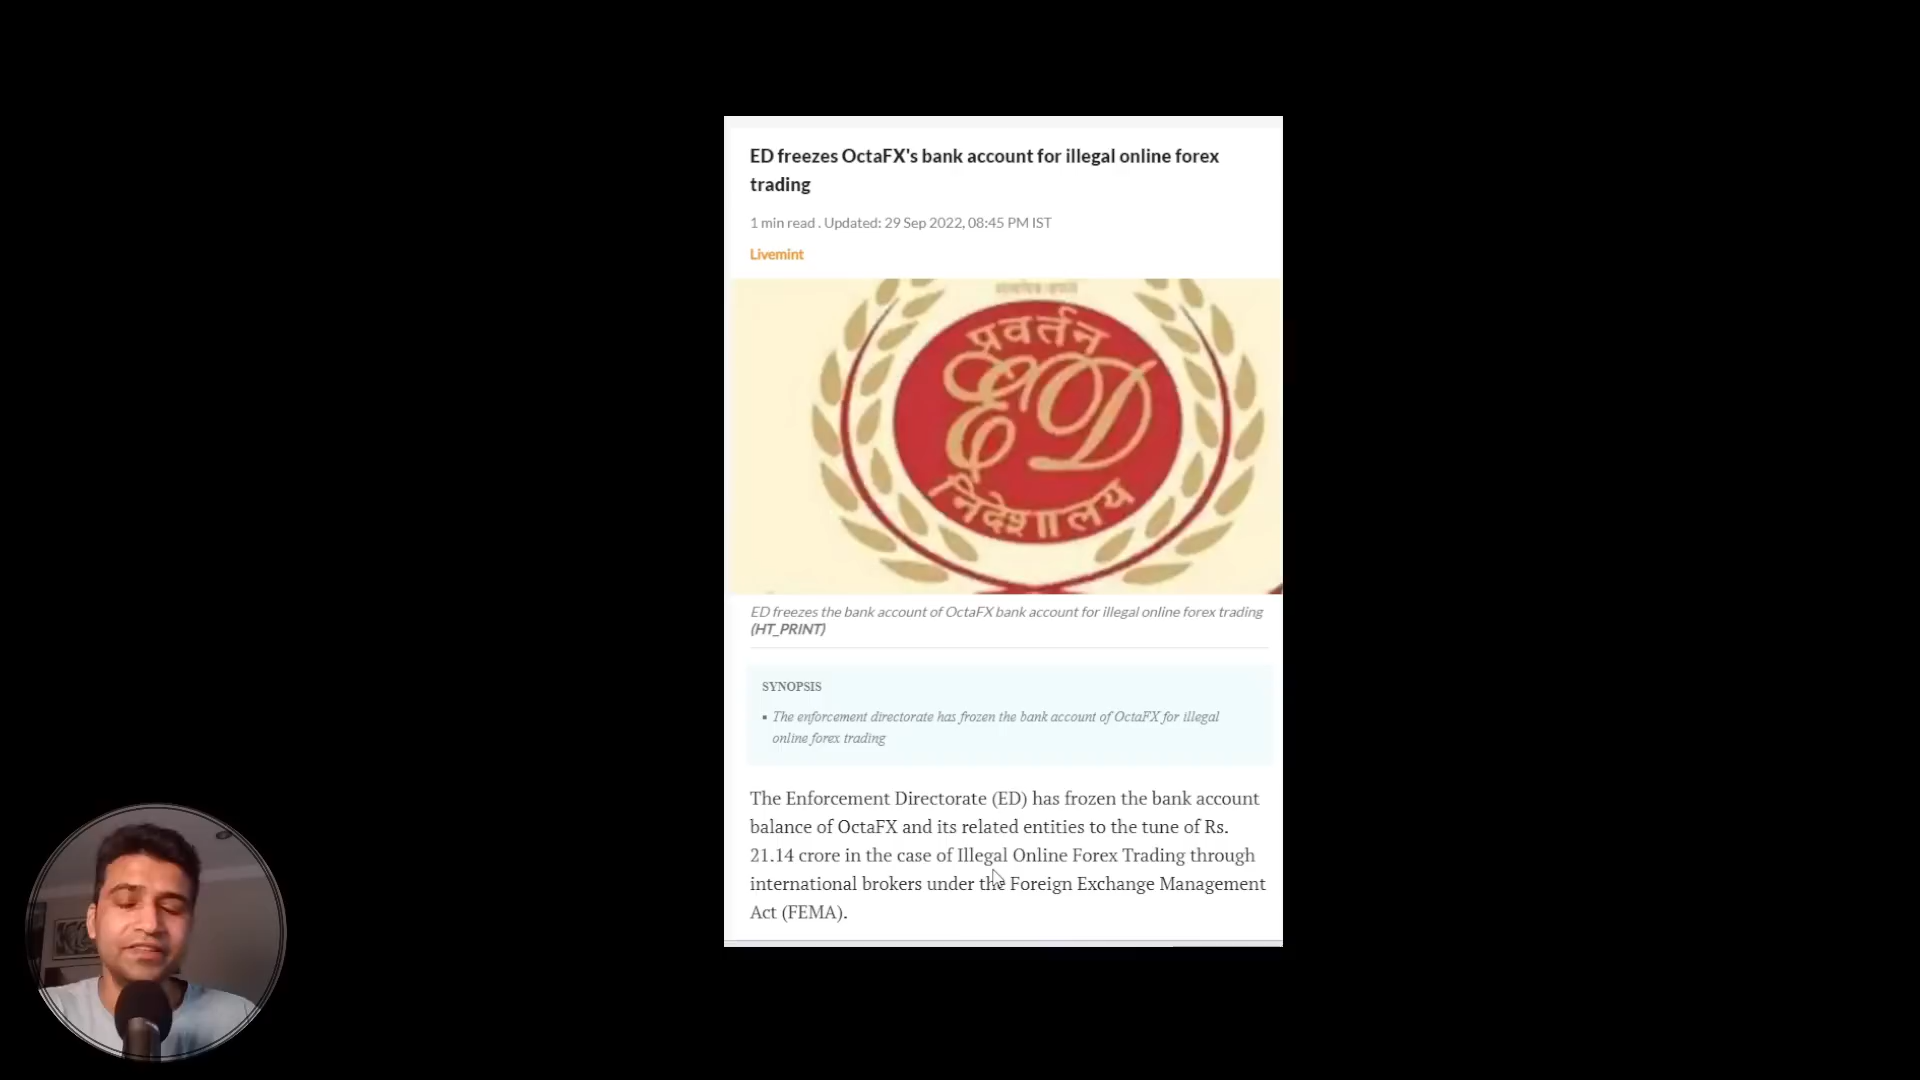 ED freezes OctaFX's bank account for illegal online forex
trading
1 min read . Updated: 29 Sep 2022, 08:45 PM IST
Livemint
प्रवर्तन
ED
निदेशालय
ED freezes the bank account of OctaFX bank account for illegal online forex trading
(HT_PRINT)
SYNOPSIS
▪ The enforcement directorate has frozen the bank account of OctaFX for illegal
online forex trading
The Enforcement Directorate (ED) has frozen the bank account
balance of OctaFX and its related entities to the tune of Rs.
21.14 crore in the case of Illegal Online Forex Trading through
international brokers under the Foreign Exchange Management
Act (FEMA).